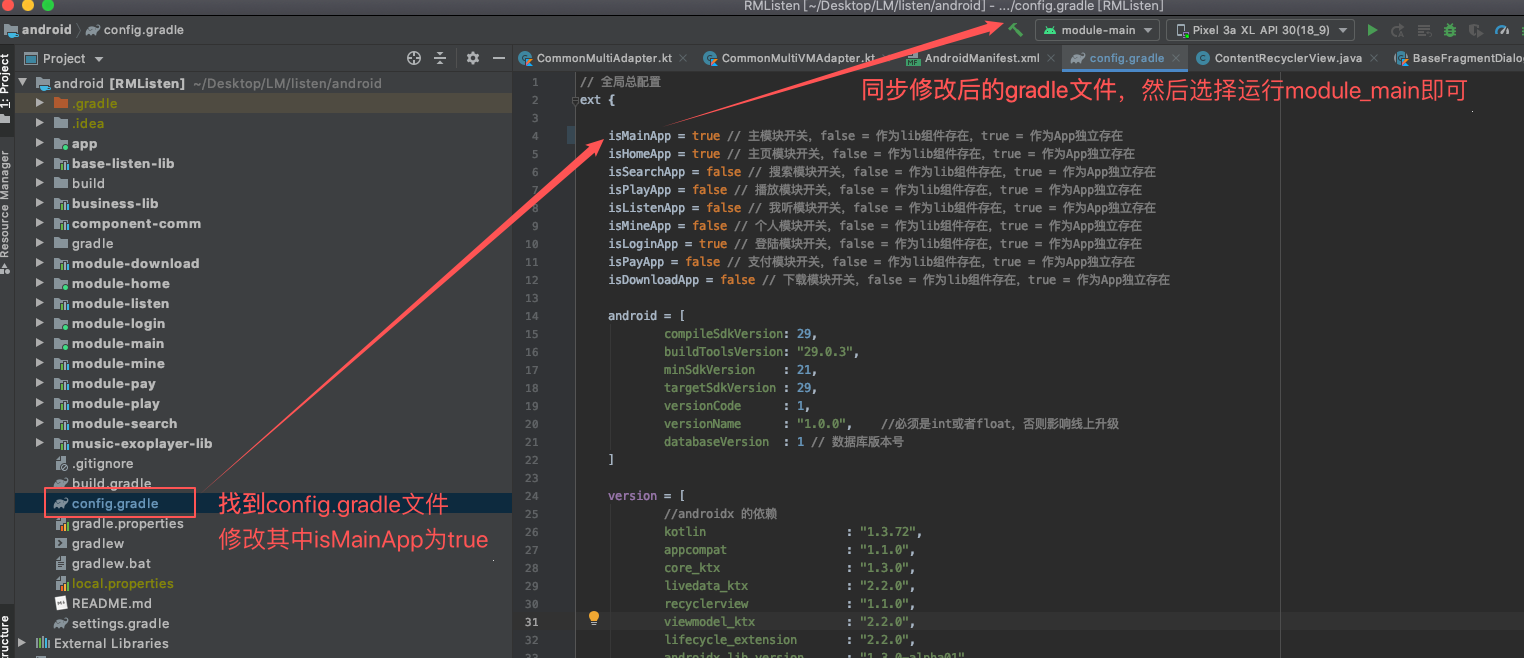 RMListen [~/Desktop/LM/listen/android] - .../config.gradle [RMListen]
android config.gradle
module-main
Pixel 3a XL API 30(18_9)
Project
CommonMultiAdapter.kt
CommonMultiVMAdapter.kt
AndroidManifest.xml
config.gradle
ContentRecyclerView.java
BaseFragmentDialo
1: Project
Resource Manager
ructure
android [RMListen] ~/Desktop/LM/listen/android
.gradle
.idea
app
base-listen-lib
build
business-lib
component-comm
gradle
module-download
module-home
module-listen
module-login
module-main
module-mine
module-pay
module-play
module-search
music-exoplayer-lib
.gitignore
build.gradle
config.gradle
gradle.properties
gradlew
gradlew.bat
local.properties
README.md
settings.gradle
External Libraries
找到config.gradle文件
修改其中isMainApp为true
同步修改后的gradle文件，然后选择运行module_main即可
1 // 全局总配置
2 ext {
3
4 isMainApp = true // 主模块开关，false = 作为lib组件存在，true = 作为App独立存在
5 isHomeApp = true // 主页模块开关，false = 作为lib组件存在，true = 作为App独立存在
6 isSearchApp = false // 搜索模块开关，false = 作为lib组件存在，true = 作为App独立存在
7 isPlayApp = false // 播放模块开关，false = 作为lib组件存在，true = 作为App独立存在
8 isListenApp = false // 我听模块开关，false = 作为lib组件存在，true = 作为App独立存在
9 isMineApp = false // 个人模块开关，false = 作为lib组件存在，true = 作为App独立存在
10 isLoginApp = true // 登陆模块开关，false = 作为lib组件存在，true = 作为App独立存在
11 isPayApp = false // 支付模块开关，false = 作为lib组件存在，true = 作为App独立存在
12 isDownloadApp = false // 下载模块开关，false = 作为lib组件存在，true = 作为App独立存在
13
14 android = [
15 compileSdkVersion: 29,
16 buildToolsVersion: "29.0.3",
17 minSdkVersion : 21,
18 targetSdkVersion : 29,
19 versionCode : 1,
20 versionName : "1.0.0", //必须是int或者float，否则影响线上升级
21 databaseVersion : 1 // 数据库版本号
22 ]
23
24 version = [
25 //androidx 的依赖
26 kotlin : "1.3.72",
27 appcompat : "1.1.0",
28 core_ktx : "1.3.0",
29 livedata_ktx : "2.2.0",
30 recyclerview : "1.1.0",
31 viewmodel_ktx : "2.2.0",
32 lifecycle_extension : "2.2.0",
33 androidx_lib_version : "1.3.0-alpha01"